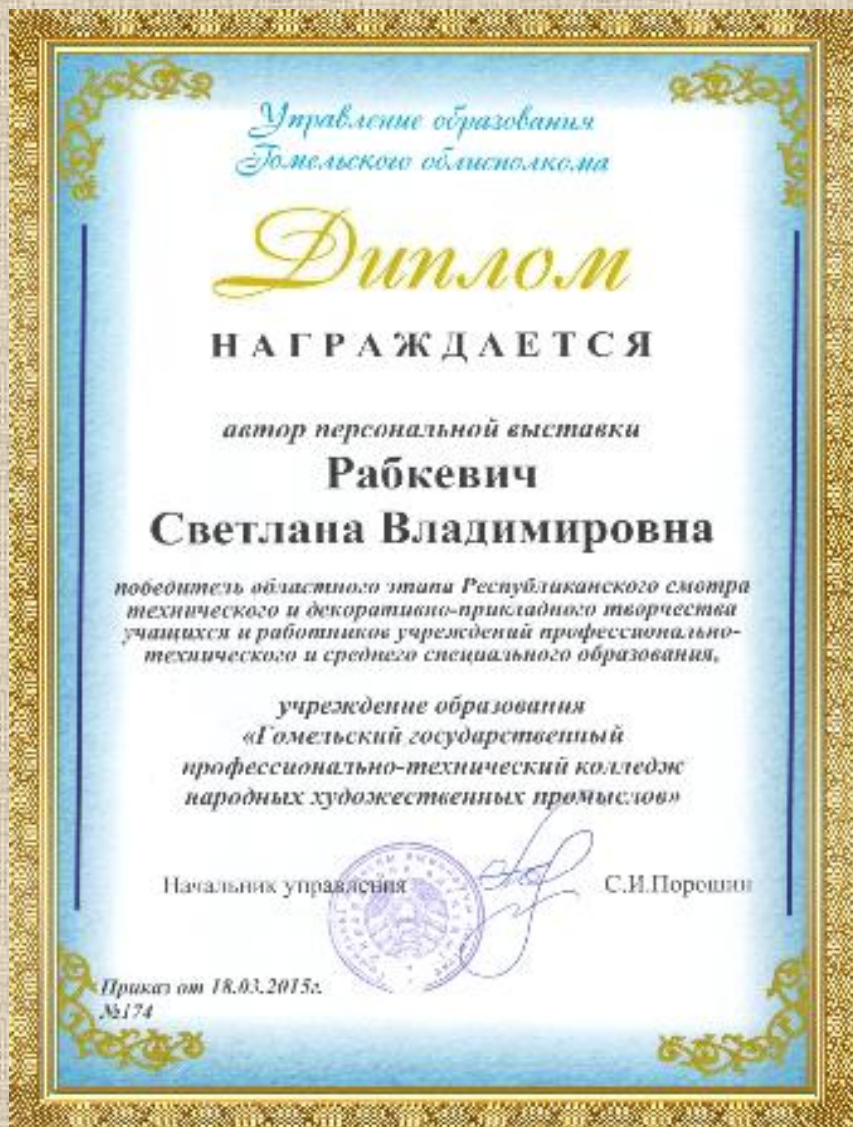 Управление образования
Гомельского облисполкома
Диплом
НАГРАЖДАЕТСЯ
автор персональной выставки
Рабкевич
Светлана Владимировна
победитель областного этапа Республиканского смотра
технического и декоративно-прикладного творчества
учащихся и работников учреждений профессионально-
технического и среднего специального образования,
учреждение образования
«Гомельский государственный
профессионально-технический колледж
народных художественных промыслов»
Начальник управления С.И.Порошин
Приказ от 18.03.2015г.
№174